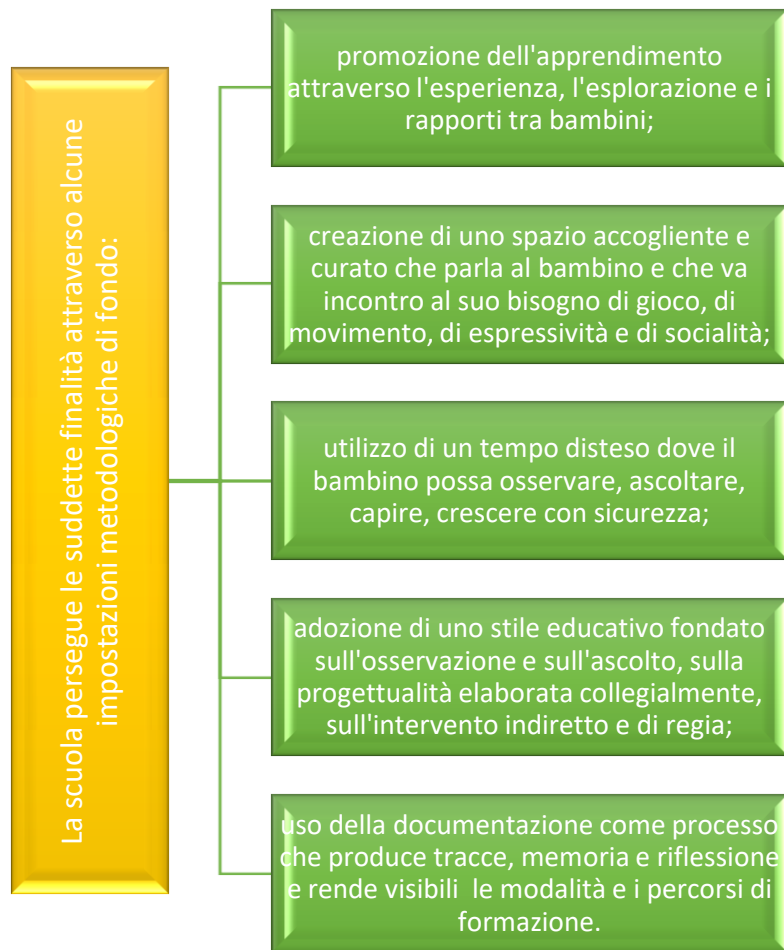 La scuola persegue le suddette finalità attraverso alcune
impostazioni metodologiche di fondo:
promozione dell'apprendimento
attraverso l'esperienza, l'esplorazione e i
rapporti tra bambini;
creazione di uno spazio accogliente e
curato che parla al bambino e che va
incontro al suo bisogno di gioco, di
movimento, di espressività e di socialità;
utilizzo di un tempo disteso dove il
bambino possa osservare, ascoltare,
capire, crescere con sicurezza;
adozione di uno stile educativo fondato
sull'osservazione e sull'ascolto, sulla
progettualità elaborata collegialmente,
sull'intervento indiretto e di regia;
uso della documentazione come processo
che produce tracce, memoria e riflessione
e rende visibili  le modalità e i percorsi di
formazione.